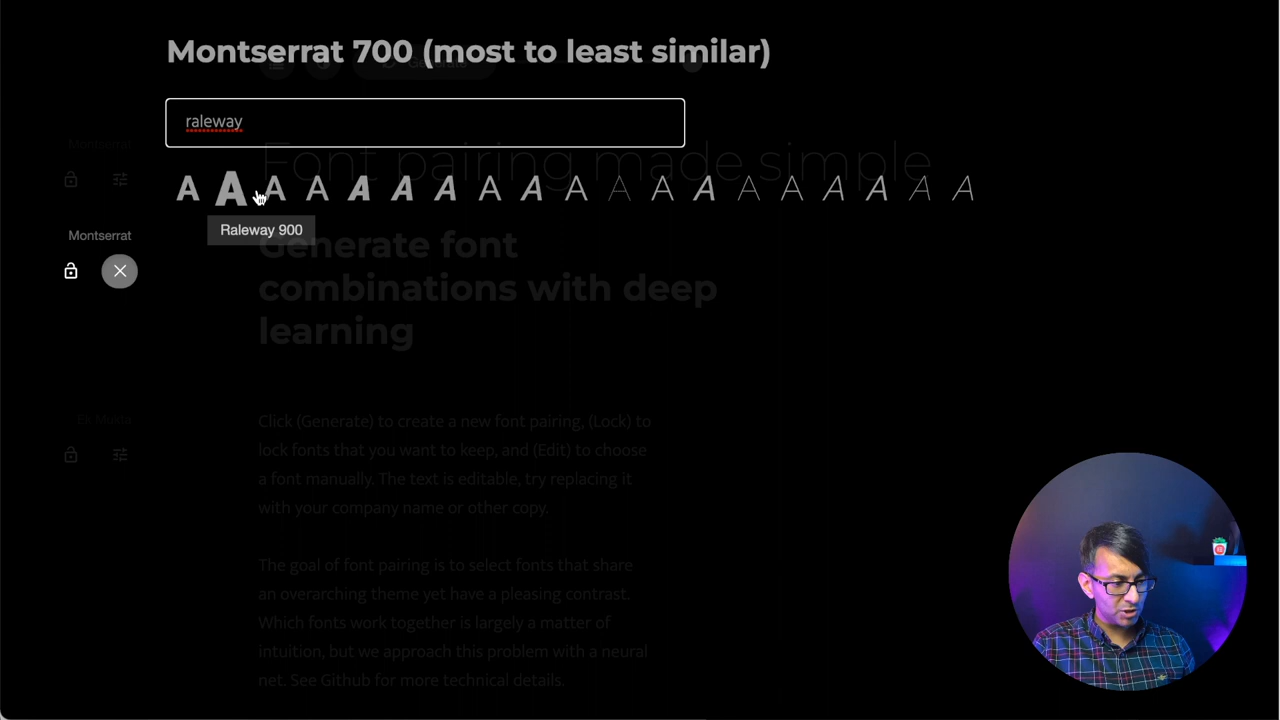 Montserrat 700 (most to least similar)
Generate
raleway
Montserrat
Font pairing made simple
A A A A A A A A A A A A A A A A A A A
Raleway 900
Montserrat
Generate font
combinations with deep
learning
Ek Mukta
Click (Generate) to create a new font pairing, (Lock) to
lock fonts that you want to keep, and (Edit) to choose
a font manually. The text is editable, try replacing it
with your company name or other copy.
The goal of font pairing is to select fonts that share
an overarching theme yet have a pleasing contrast.
Which fonts work together is largely a matter of
intuition, but we approach this problem with a neural
net. See Github for more technical details.